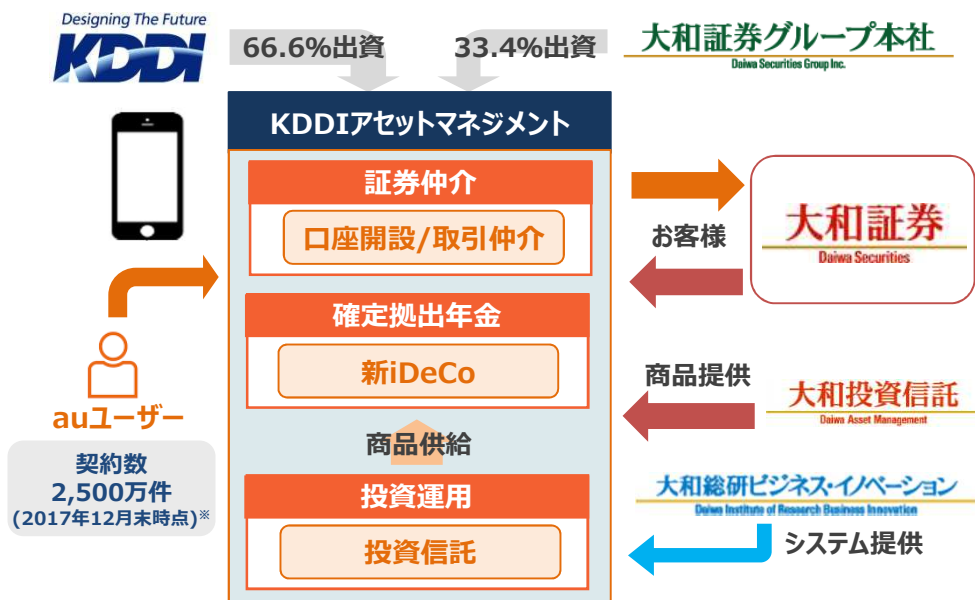 Designing The Future
KDDI
66.6%出資
33.4%出資
大和証券グループ本社
Daiwa Securities Group Inc.
KDDIアセットマネジメント
証券仲介
口座開設/取引仲介
お客様
大和証券
Daiwa Securities
確定拠出年金
新iDeCo
商品提供
大和投資信託
Daiwa Asset Management
auユーザー
契約数
2,500万件
(2017年12月末時点)※
商品供給
投資運用
投資信託
大和総研ビジネス・イノベーション
Daiwa Institute of Research Business Innovation
システム提供